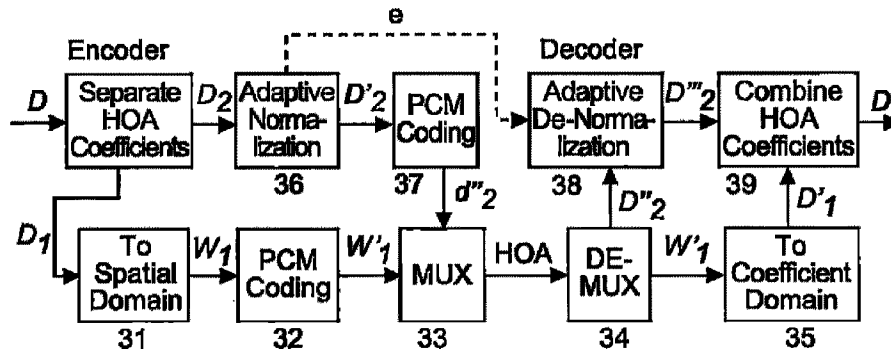 e
Encoder
Decoder
D
Separate
HOA
Coefficients
D2
Adaptive
Norma-
lization
36
D'2
PCM
Coding
37
Adaptive
De-Norma-
lization
38
D'''2
Combine
HOA
Coefficients
39
D
D1
d''2
D''2
D'1
To
Spatial
Domain
31
W1
PCM
Coding
32
W'1
MUX
33
HOA
DE-
MUX
34
W'1
To
Coefficient
Domain
35